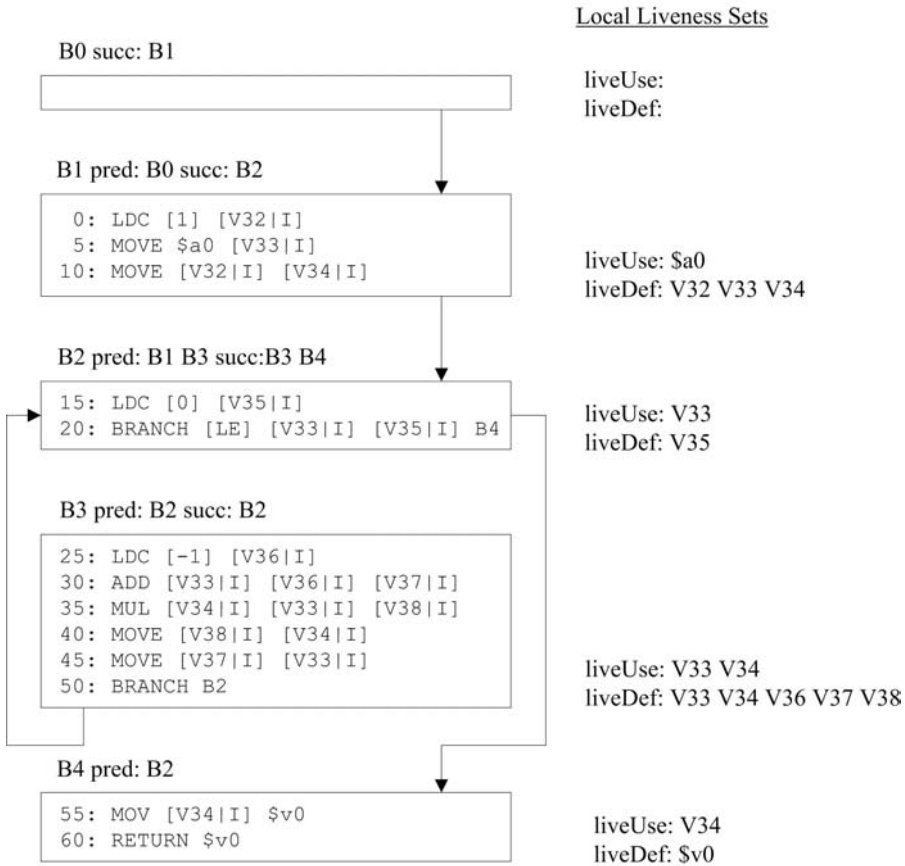 Local Liveness Sets
B0 succ: B1
liveUse:
liveDef:
B1 pred: B0 succ: B2
0: LDC [1] [V32|I]
5: MOVE $a0 [V33|I]
10: MOVE [V32|I] [V34|I]
liveUse: $a0
liveDef: V32 V33 V34
B2 pred: B1 B3 succ:B3 B4
15: LDC [0] [V35|I]
20: BRANCH [LE] [V33|I] [V35|I] B4
liveUse: V33
liveDef: V35
B3 pred: B2 succ: B2
25: LDC [-1] [V36|I]
30: ADD [V33|I] [V36|I] [V37|I]
35: MUL [V34|I] [V33|I] [V38|I]
40: MOVE [V38|I] [V34|I]
45: MOVE [V37|I] [V33|I]
50: BRANCH B2
liveUse: V33 V34
liveDef: V33 V34 V36 V37 V38
B4 pred: B2
55: MOV [V34|I] $v0
60: RETURN $v0
liveUse: V34
liveDef: $v0